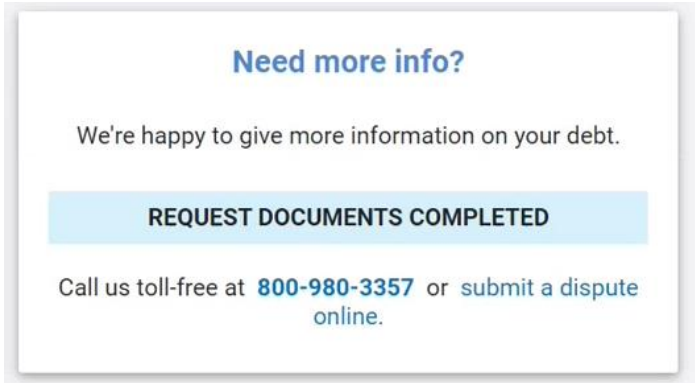 Need more info?
We're happy to give more information on your debt.
REQUEST DOCUMENTS COMPLETED
Call us toll-free at 800-980-3357 or submit a dispute
online.